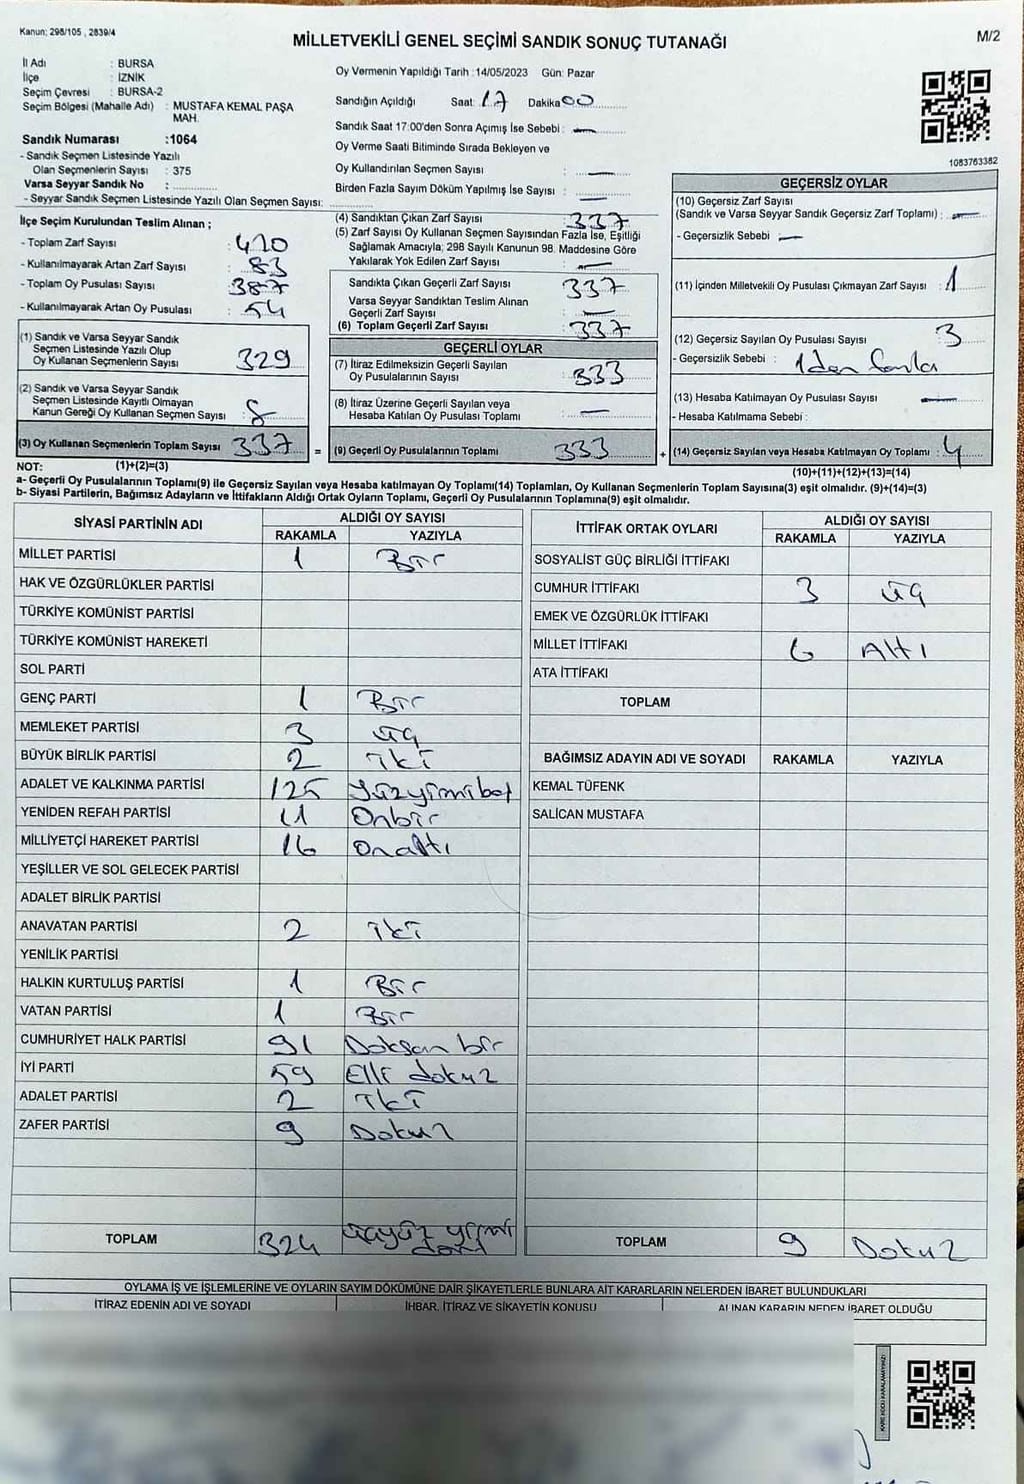 Kanun; 298/105 , 2839/4
MİLLETVEKİLİ GENEL SEÇİMİ SANDIK SONUÇ TUTANAĞI
M/2
İl Adı : BURSA
İlçe : İZNİK
Seçim Çevresi : BURSA-2
Seçim Bölgesi (Mahalle Adı) : MUSTAFA KEMAL PAŞA
MAH.
Sandık Numarası :1064
- Sandık Seçmen Listesinde Yazılı
Olan Seçmenlerin Sayısı : 375
Varsa Seyyar Sandık No :
- Seyyar Sandık Seçmen Listesinde Yazılı Olan Seçmen Sayısı:
Oy Vermenin Yapıldığı Tarih :14/05/2023 Gün: Pazar
Sandığın Açıldığı Saat: 17 Dakika 00
Sandık Saat 17:00'den Sonra Açımış İse Sebebi : —
Oy Verme Saati Bitiminde Sırada Bekleyen ve
Oy Kullandırılan Seçmen Sayısı : —
Birden Fazla Sayım Döküm Yapılmış İse Sayısı : —
1083763382
İlçe Seçim Kurulundan Teslim Alınan ;
- Toplam Zarf Sayısı : 420
- Kullanılmayarak Artan Zarf Sayısı : 83
- Toplam Oy Pusulası Sayısı : 387
- Kullanılmayarak Artan Oy Pusulası : 54
(1) Sandık ve Varsa Seyyar Sandık
Seçmen Listesinde Yazılı Olup
Oy Kullanan Seçmenlerin Sayısı : 329
(2) Sandık ve Varsa Seyyar Sandık
Seçmen Listesinde Kayıtlı Olmayan
Kanun Gereği Oy Kullanan Seçmen Sayısı : 8
(3) Oy Kullanan Seçmenlerin Toplam Sayısı : 337
(4) Sandıktan Çıkan Zarf Sayısı : 337
(5) Zarf Sayısı Oy Kullanan Seçmen Sayısından Fazla İse, Eşitliği
Sağlamak Amacıyla; 298 Sayılı Kanunun 98. Maddesine Göre
Yakılarak Yok Edilen Zarf Sayısı : —
Sandıkta Çıkan Geçerli Zarf Sayısı : 337
Varsa Seyyar Sandıktan Teslim Alınan
Geçerli Zarf Sayısı : —
(6) Toplam Geçerli Zarf Sayısı : 337
GEÇERLİ OYLAR
(7) İtiraz Edilmeksizin Geçerli Sayılan
Oy Pusulalarının Sayısı : 333
(8) İtiraz Üzerine Geçerli Sayılan veya
Hesaba Katılan Oy Pusulası Toplamı : —
= (9) Geçerli Oy Pusulalarının Toplamı 333
GEÇERSİZ OYLAR
(10) Geçersiz Zarf Sayısı
(Sandık ve Varsa Seyyar Sandık Geçersiz Zarf Toplamı) : —
- Geçersizlik Sebebi : —
(11) İçinden Milletvekili Oy Pusulası Çıkmayan Zarf Sayısı : 1
(12) Geçersiz Sayılan Oy Pusulası Sayısı : 3
- Geçersizlik Sebebi : 1den fazla
(13) Hesaba Katılmayan Oy Pusulası Sayısı : —
- Hesaba Katılmama Sebebi :
+ (14) Geçersiz Sayılan veya Hesaba Katılmayan Oy Toplamı : 4
NOT: (1)+(2)=(3)
(10)+(11)+(12)+(13)=(14)
a- Geçerli Oy Pusulaları Toplamı(9) ile Geçersiz Sayılan veya Hesaba katılmayan Oy Toplamı(14) Toplamları, Oy Kullanan Seçmenlerin Toplam Sayısına(3) eşit olmalıdır. (9)+(14)=(3)
b- Siyasi Partilerin, Bağımsız Adayların ve İttifakların Aldığı Ortak Oyların Toplamı, Geçerli Oy Pusulalarının Toplamına(9) eşit olmalıdır.
SİYASİ PARTİNİN ADI ALDIĞI OY SAYISI
RAKAMLA YAZIYLA
MİLLET PARTİSİ 1 Bir
HAK VE ÖZGÜRLÜKLER PARTİSİ
TÜRKİYE KOMÜNİST PARTİSİ
TÜRKİYE KOMÜNİST HAREKETİ
SOL PARTİ
GENÇ PARTİ 1 Bir
MEMLEKET PARTİSİ 3 üç
BÜYÜK BİRLİK PARTİSİ 2 iki
ADALET VE KALKINMA PARTİSİ 125 yüzyirmibeş
YENİDEN REFAH PARTİSİ 11 Onbir
MİLLİYETÇİ HAREKET PARTİSİ 16 Onaltı
YEŞİLLER VE SOL GELECEK PARTİSİ
ADALET BİRLİK PARTİSİ
ANAVATAN PARTİSİ 2 iki
YENİLİK PARTİSİ
HALKIN KURTULUŞ PARTİSİ 1 Bir
VATAN PARTİSİ 1 Bir
CUMHURİYET HALK PARTİSİ 91 Doksan bir
İYİ PARTİ 59 Elli dokuz
ADALET PARTİSİ 2 iki
ZAFER PARTİSİ 9 Dokuz
TOPLAM 324 üçyüz yirmi dört
İTTİFAK ORTAK OYLARI ALDIĞI OY SAYISI
RAKAMLA YAZIYLA
SOSYALİST GÜÇ BİRLİĞİ İTTİFAKI
CUMHUR İTTİFAKI 3 üç
EMEK VE ÖZGÜRLÜK İTTİFAKI
MİLLET İTTİFAKI 6 Altı
ATA İTTİFAKI
TOPLAM
BAĞIMSIZ ADAYIN ADI VE SOYADI RAKAMLA YAZIYLA
KEMAL TÜFENK
SALİCAN MUSTAFA
TOPLAM 9 Dokuz
OYLAMA İŞ VE İŞLEMLERİNE VE OYLARIN SAYIM DÖKÜMÜNE DAİR ŞİKAYETLERLE BUNLARA AİT KARARLARIN NELERDEN İBARET BULUNDUKLARI
İTİRAZ EDENİN ADI VE SOYADI İHBAR, İTİRAZ VE ŞİKAYETİN KONUSU ALINAN KARARIN NEDEN İBARET OLDUĞU
KARE KODU KARALAMAYINIZ!